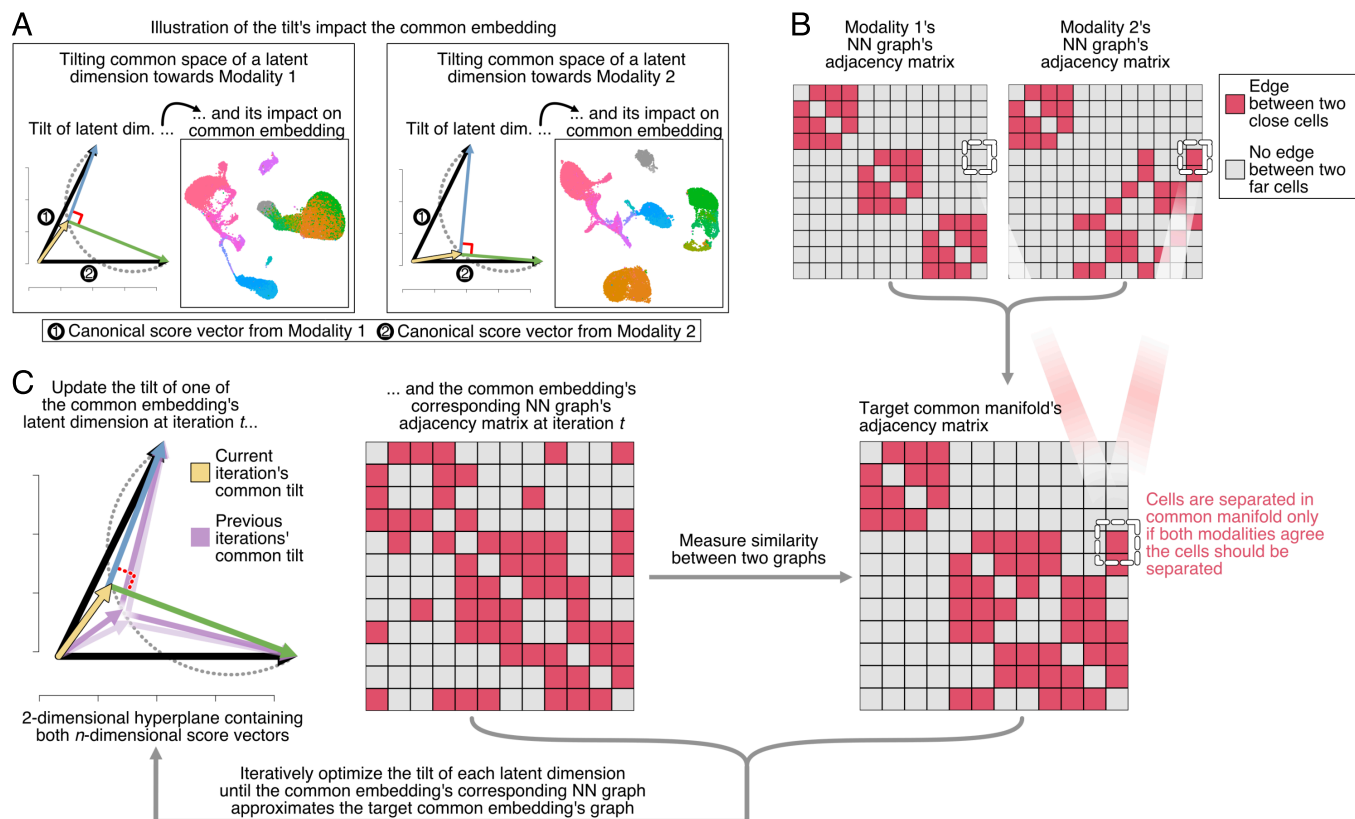 A
Illustration of the tilt's impact the common embedding
Tilting common space of a latent
dimension towards Modality 1
... and its impact on
common embedding
Tilt of latent dim. ...
1
2
Tilting common space of a latent
dimension towards Modality 2
... and its impact on
common embedding
Tilt of latent dim. ...
1
2
1 Canonical score vector from Modality 1 2 Canonical score vector from Modality 2
B
Modality 1's
NN graph's
adjacency matrix
Modality 2's
NN graph's
adjacency matrix
Edge
between two
close cells
No edge
between two
far cells
C
Update the tilt of one of
the common embedding's
latent dimension at iteration t...
Current
iteration's
common tilt
Previous
iterations'
common tilt
2-dimensional hyperplane containing
both n-dimensional score vectors
... and the common embedding's
corresponding NN graph's
adjacency matrix at iteration t
Measure similarity
between two graphs
Target common manifold's
adjacency matrix
Cells are separated in
common manifold only
if both modalities agree
the cells should be
separated
Iteratively optimize the tilt of each latent dimension
until the common embedding's corresponding NN graph
approximates the target common embedding's graph